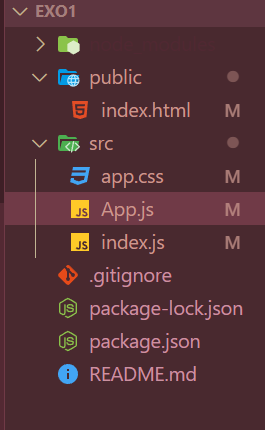 EXO1
public
index.html
src
app.css M
App.js M
index.js M
.gitignore
package-lock.json
package.json
README.md